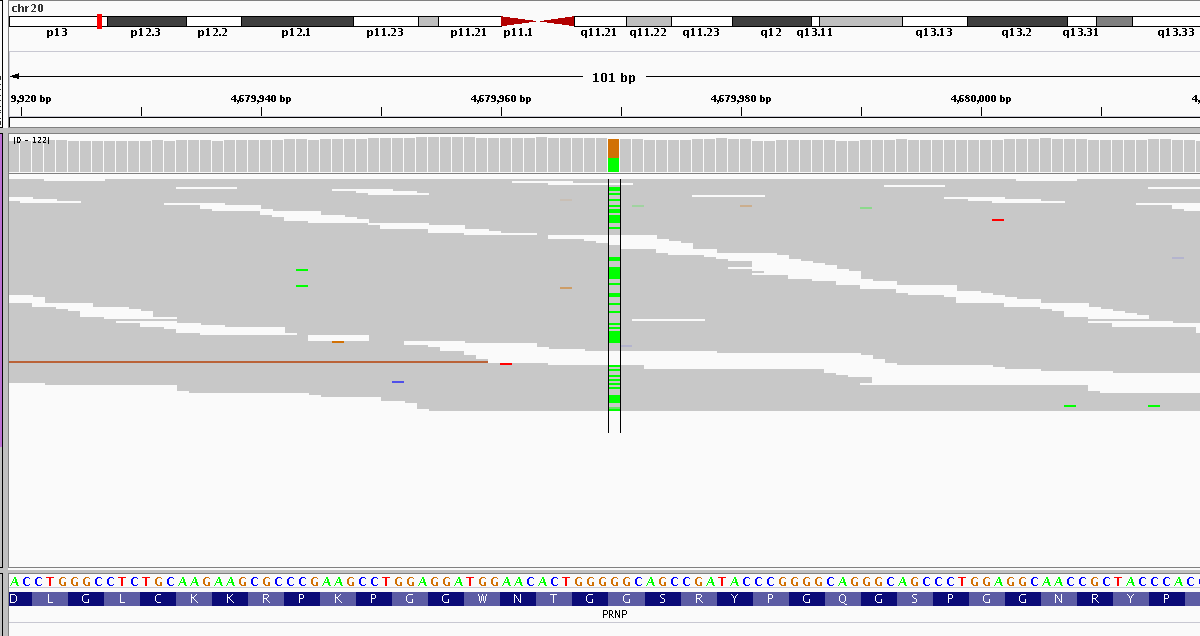 chr20
p13 p12.3 p12.2 p12.1 p11.23 p11.21 p11.1 q11.21 q11.22 q11.23 q12 q13.11 q13.13 q13.2 q13.31 q13.33
101 bp
9,920 bp 4,679,940 bp 4,679,960 bp 4,679,980 bp 4,680,000 bp 4,
[0 - 122]
ACCTGGGCCTCTGCAAGAAGCGCCCGAAGCCTGGAGGATGGAACACTGGGGGCAGCCGATACCCGGGGCAGGGCAGCCCTGGAGGCAACCGCTACCCAC
D L G L C K K R P K P G G W N T G G S R Y P G Q G S P G G N R Y P
PRNP